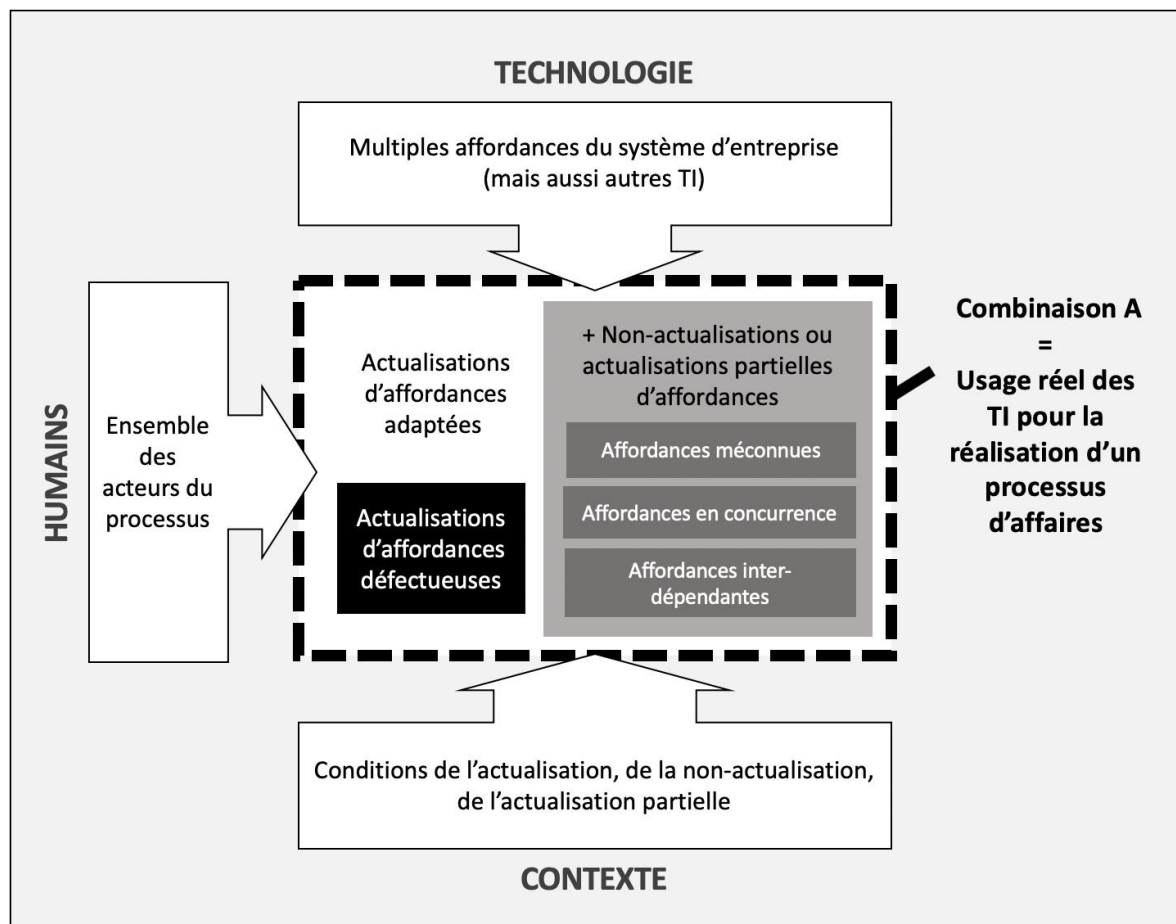 TECHNOLOGIE
Multiples affordances du système d'entreprise
(mais aussi autres TI)
HUMAINS
Ensemble
des
acteurs du
processus
Actualisations
d'affordances
adaptées
Actualisations
d'affordances
défectueuses
+ Non-actualisations ou
actualisations partielles
d'affordances
Affordances méconnues
Affordances en concurrence
Affordances inter-
dépendantes
Combinaison A
=
Usage réel des
TI pour la
réalisation d'un
processus
d'affaires
Conditions de l'actualisation, de la non-actualisation,
de l'actualisation partielle
CONTEXTE